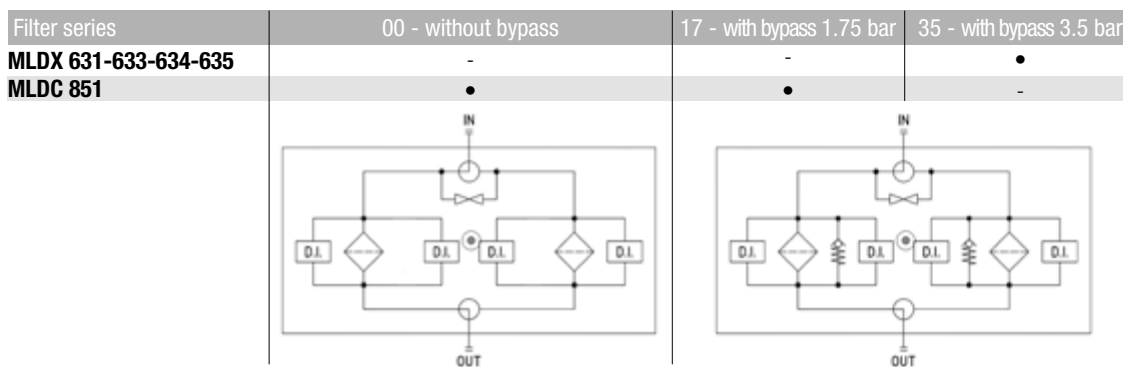 Filter series 00 - without bypass 17 - with bypass 1.75 bar 35 - with bypass 3.5 bar
MLDX 631-633-634-635 - - •
MLDC 851 • • -
IN IN
D.I. D.I. D.I. D.I. D.I. D.I. D.I. D.I.
OUT OUT